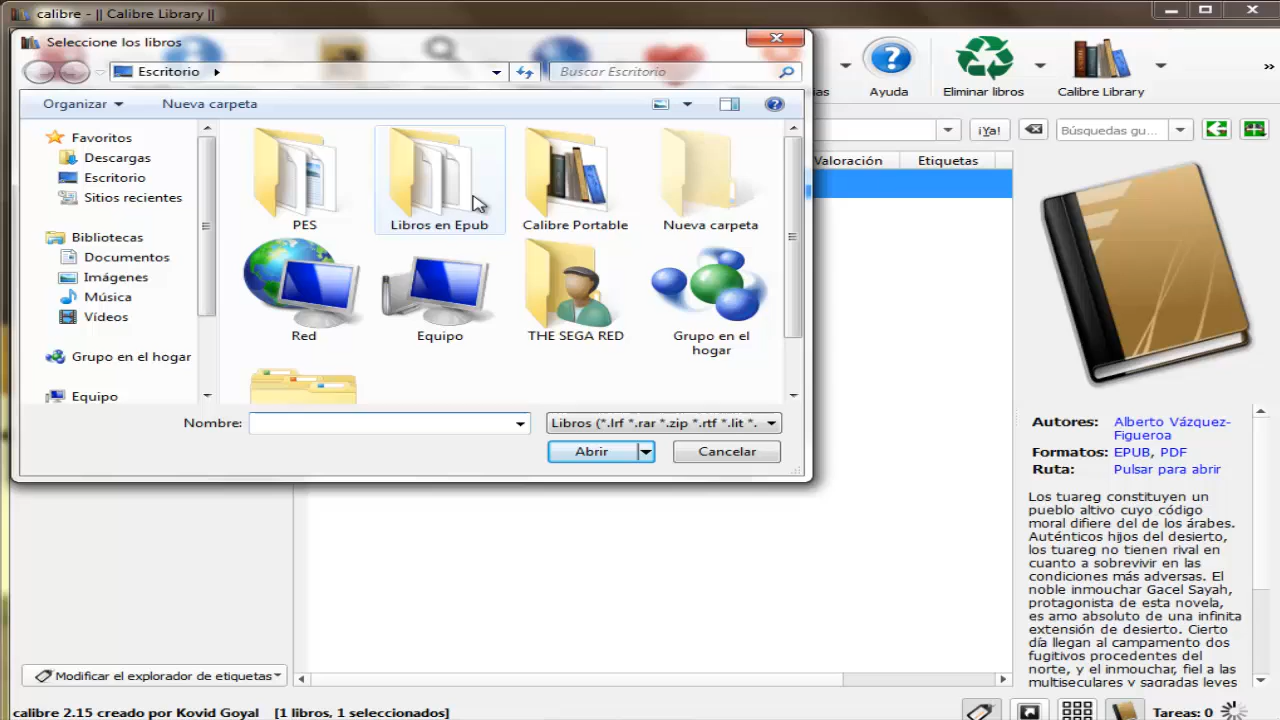 calibre - || Calibre Library ||
Seleccione los libros
Escritorio
Buscar Escritorio
Organizar
Nueva carpeta
Favoritos
Descargas
Escritorio
Sitios recientes
Bibliotecas
Documentos
Imágenes
Música
Vídeos
Grupo en el hogar
Equipo
PES
Libros en Epub
Calibre Portable
Nueva carpeta
Red
Equipo
THE SEGA RED
Grupo en el
hogar
Nombre:
Libros (*.lrf *.rar *.zip *.rtf *.lit *.
Abrir
Cancelar
ias
Ayuda
Eliminar libros
Calibre Library
»
¡Ya!
Búsquedas gu...
Valoración
Etiquetas
Autores: Alberto Vázquez-
Figueroa
Formatos: EPUB, PDF
Ruta: Pulsar para abrir
Los tuareg constituyen un
pueblo altivo cuyo código
moral difiere del de los árabes.
Auténticos hijos del desierto,
los tuareg no tienen rival en
cuanto a sobrevivir en las
condiciones más adversas. El
noble inmouchar Gacel Sayah,
protagonista de esta novela,
es amo absoluto de una infinita
extensión de desierto. Cierto
día llegan al campamento dos
fugitivos procedentes del
norte, y el inmouchar, fiel a las
multiseculares y sagradas leyes
Modificar el explorador de etiquetas
calibre 2.15 creado por Kovid Goyal [1 libros, 1 seleccionados]
Tareas: 0